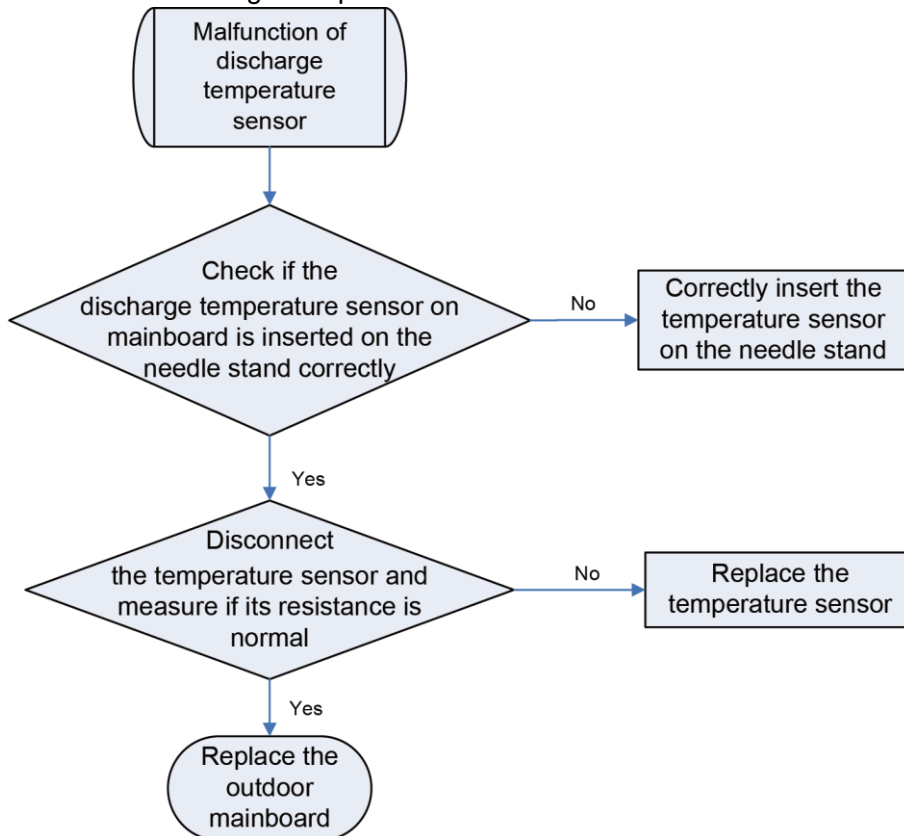 Malfunction of
discharge
temperature
sensor
Check if the
discharge temperature sensor on
mainboard is inserted on the
needle stand correctly
No
Correctly insert the
temperature sensor
on the needle stand
Yes
Disconnect
the temperature sensor and
measure if its resistance is
normal
No
Replace the
temperature sensor
Yes
Replace the
outdoor
mainboard